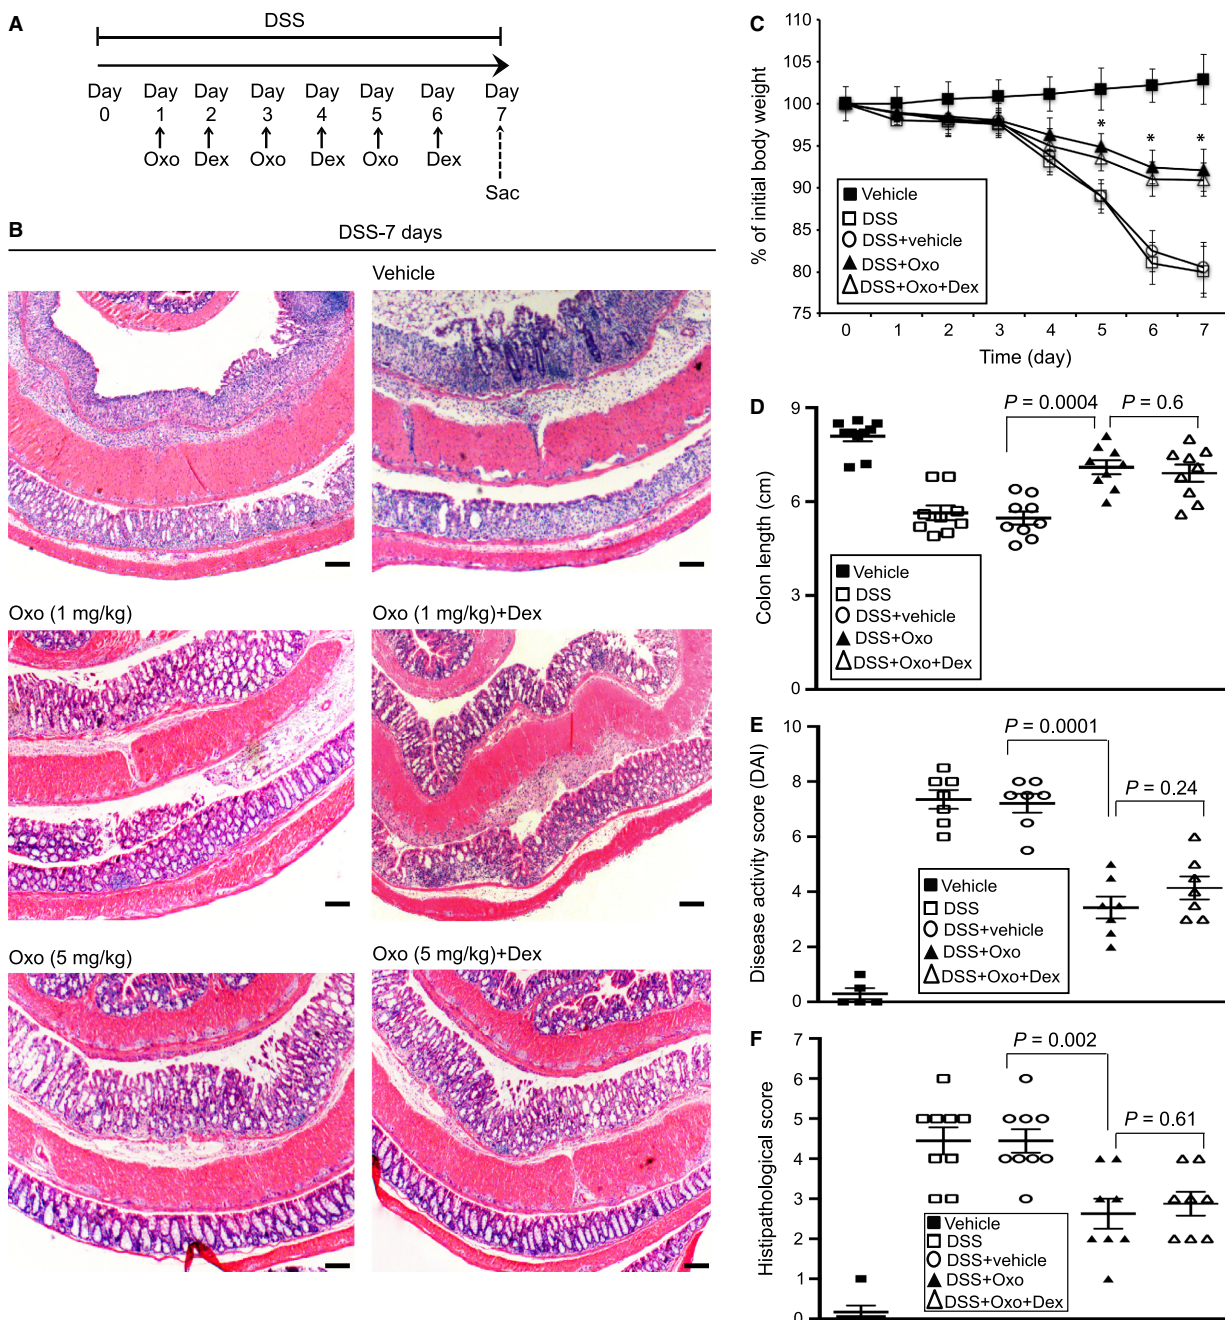 A
DSS
Day Day Day Day Day Day Day Day
0 1 2 3 4 5 6 7
Oxo Dex Oxo Dex Oxo Dex
Sac
B
DSS-7 days
Vehicle
Oxo (1 mg/kg) Oxo (1 mg/kg)+Dex
Oxo (5 mg/kg) Oxo (5 mg/kg)+Dex
C
% of initial body weight
110
105
100
95
90
85
80
75
* * *
Vehicle
DSS
DSS+vehicle
DSS+Oxo
DSS+Oxo+Dex
0 1 2 3 4 5 6 7
Time (day)
D
Colon length (cm)
9
6
3
0
P = 0.0004 P = 0.6
Vehicle
DSS
DSS+vehicle
DSS+Oxo
DSS+Oxo+Dex
E
Disease activity score (DAI)
10
8
6
4
2
0
P = 0.0001
P = 0.24
Vehicle
DSS
DSS+vehicle
DSS+Oxo
DSS+Oxo+Dex
F
Histipathological score
7
6
5
4
3
2
1
0
P = 0.002
P = 0.61
Vehicle
DSS
DSS+vehicle
DSS+Oxo
DSS+Oxo+Dex